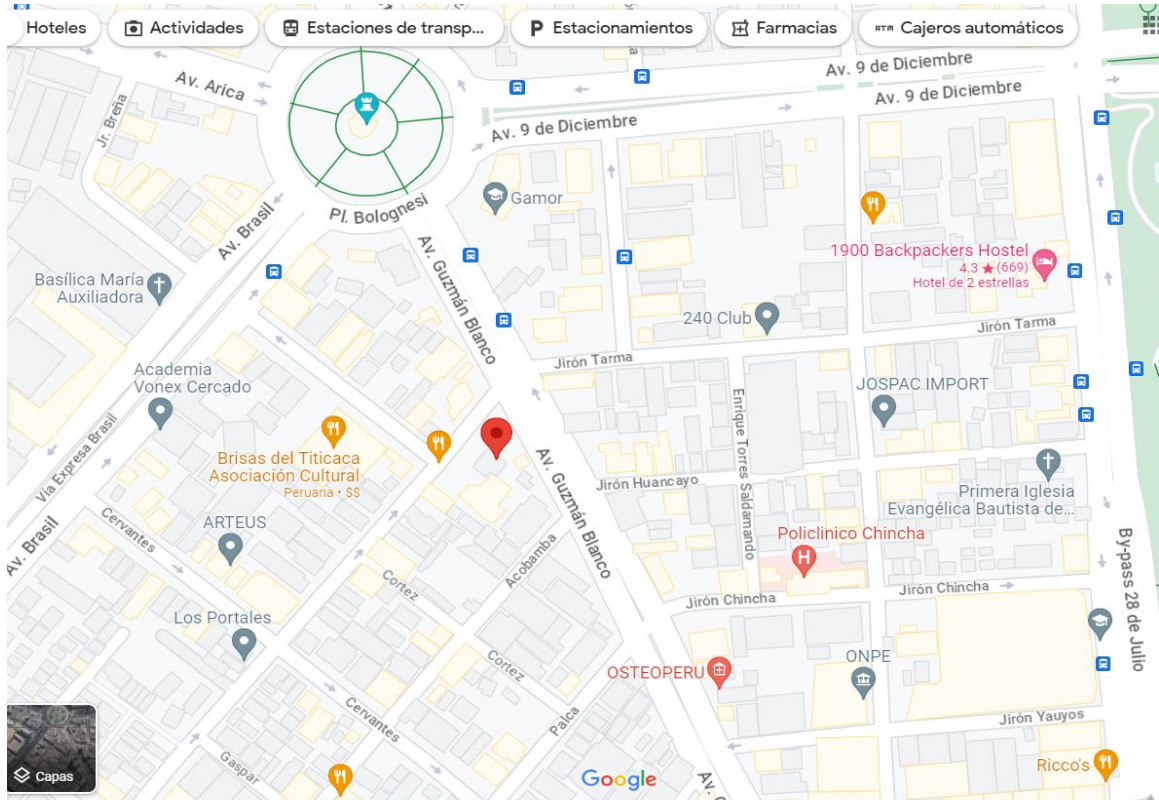 Hoteles
Actividades
Estaciones de transp...
P Estacionamientos
Farmacias
ATM Cajeros automáticos
Av. 9 de Diciembre
Av. Arica
Av. 9 de Diciembre
Jr. Breña
Av. 9 de Diciembre
Gamor
Pl. Bolognesi
Av. Brasil
Av. Guzmán Blanco
1900 Backpackers Hostel
4,3 ★ (669)
Hotel de 2 estrellas
Basílica María
Auxiliadora
240 Club
Jirón Tarma
Jirón Tarma
Academia
Vonex Cercado
JOSPAC IMPORT
Enrique Torres Saldamando
Vía Expresa Brasil
Brisas del Titicaca
Asociación Cultural
Peruana • $$
Av. Guzmán Blanco
Jirón Huancayo
Primera Iglesia
Evangélica Bautista de...
Av. Brasil
Cervantes
ARTEUS
Policlinico Chincha
H
By-pass 28 de Julio
Acobamba
Cortez
Jirón Chincha
Jirón Chincha
Los Portales
OSTEOPERU
ONPE
Cortez
Cervantes
Palca
Jirón Yauyos
Gaspar
Capas
Google
Av.
Ricco's